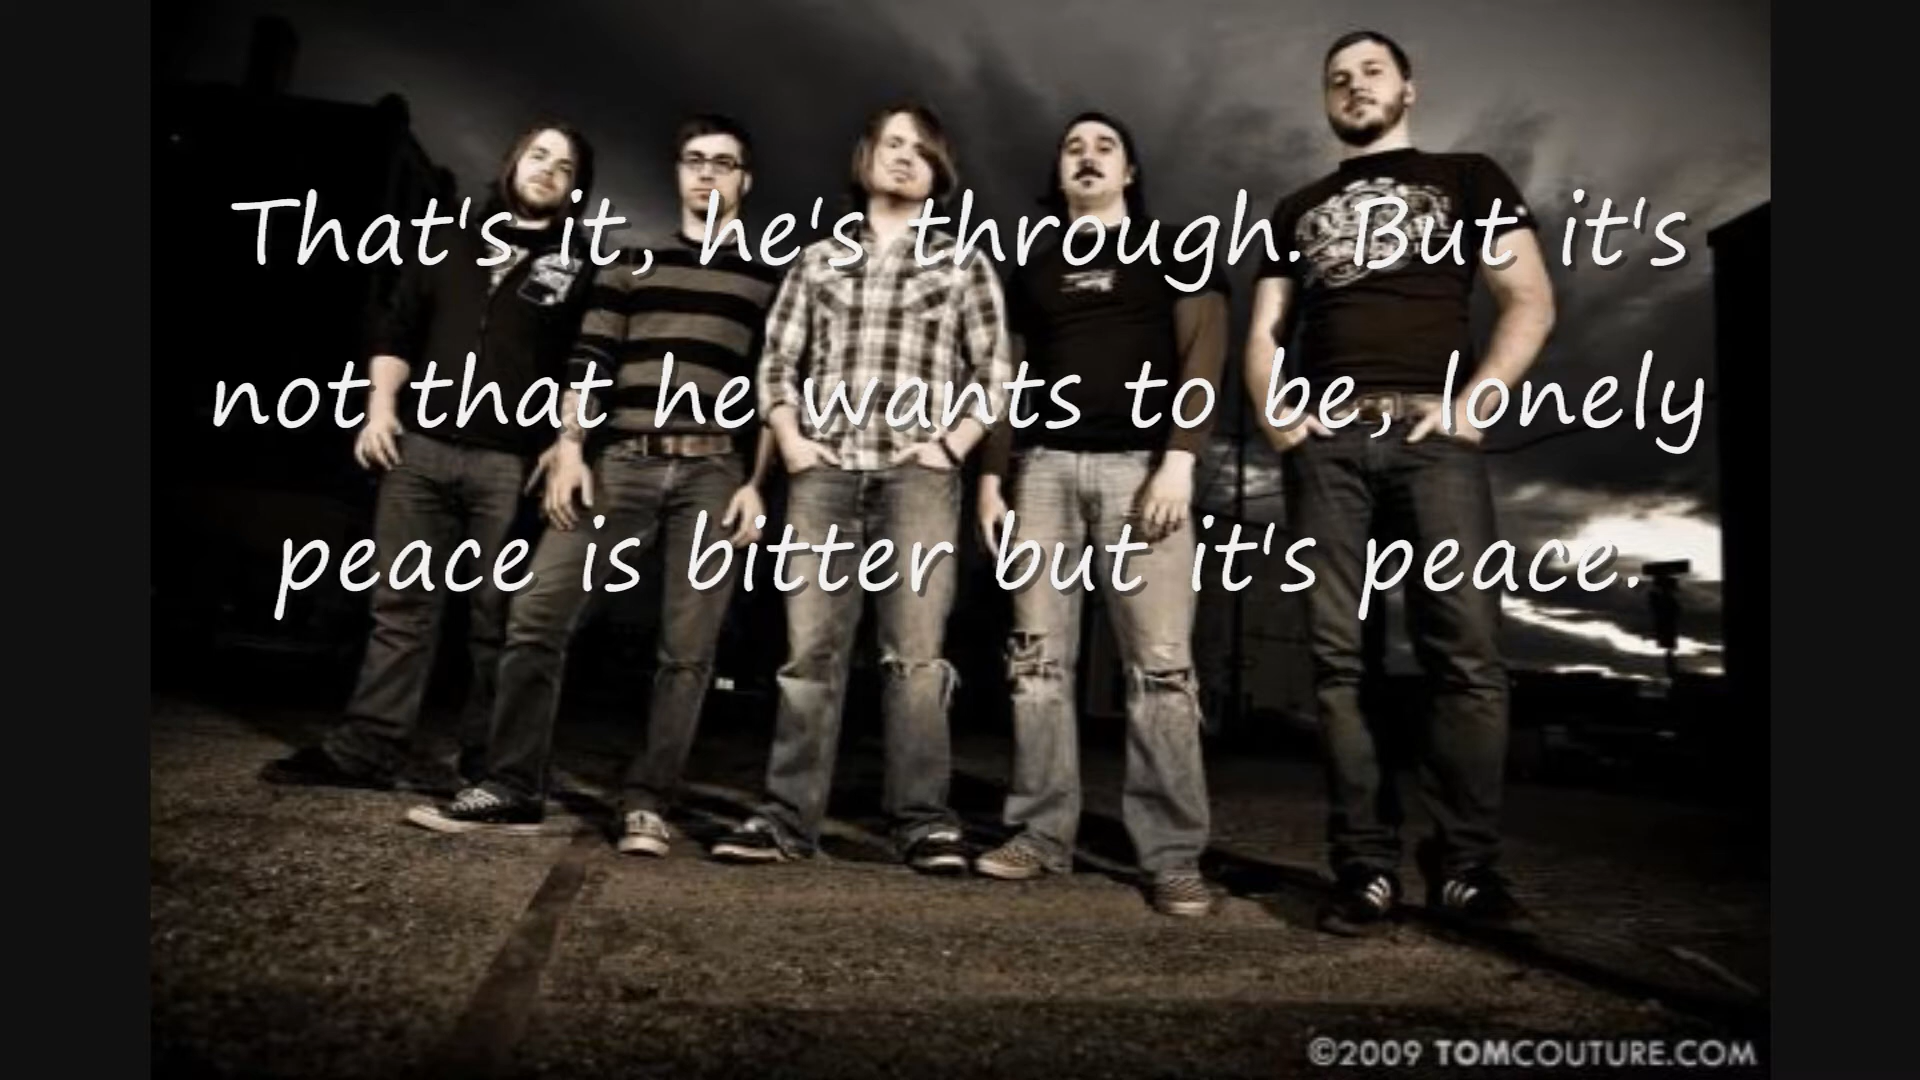 That's it, he's through. But it's
not that he wants to be, lonely
peace is bitter but it's peace.
©2009 TOMCOUTURE.COM